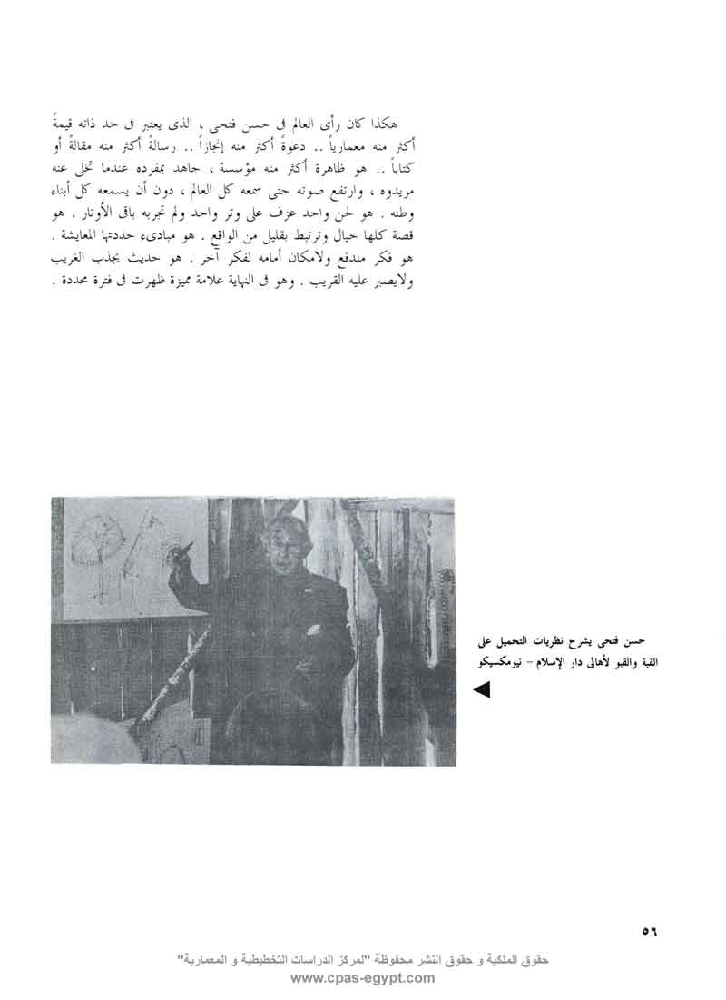 هكذا كان رأى العالم فى حسن فتحى ، الذى يعتبر فى حد ذاته قيمةً
أكثر منه معمارياً .. دعوةً أكثر منه إنجازاً .. رسالةً أكثر منه مقالةً أو
كتاباً .. هو ظاهرة أكثر منه مؤسسة ، جاهد بمفرده عندما تخلى عنه
مريدوه ، وارتفع صوته حتى سمعه كل العالم ، دون أن يسمعه كل أبناء
وطنه . هو لحن واحد عزف على وتر واحد ولم تجربه باقى الأوتار . هو
قصة كلها خيال وترتبط بقليل من الواقع . هو مبادىء حددتها المعايشة .
هو فكر مندفع ولامكان أمامه لفكر آخر . هو حديث يجذب الغريب
ولايصبر عليه القريب . وهو فى النهاية علامة مميزة ظهرت فى فترة محددة .
حسن فتحى يشرح نظريات التحميل على
القبة والقبو لأهالى دار الإسلام - نيومكسيكو
٥٦
حقوق الملكية و حقوق النشر محفوظة "لمركز الدراسات التخطيطية و المعمارية"
www.cpas-egypt.com